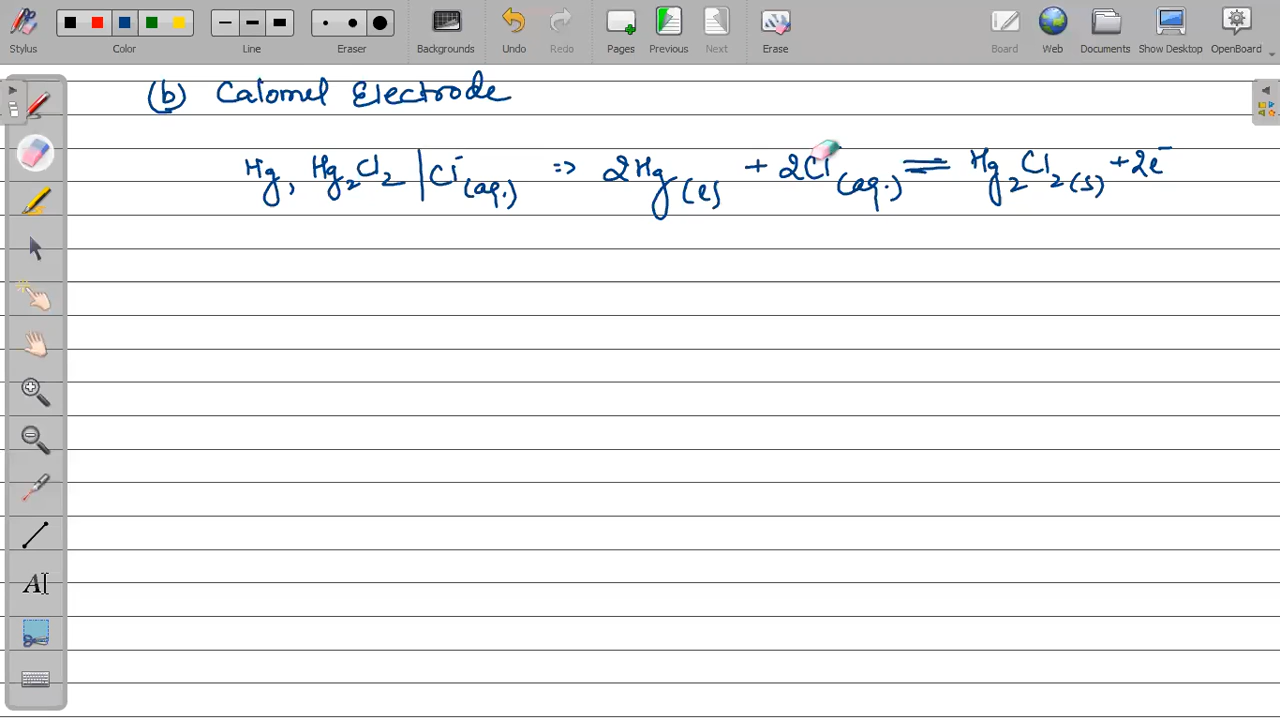 Stylus Color Line Eraser Backgrounds Undo Redo Pages Previous Next Erase Board Web Documents Show Desktop OpenBoard
(b) Calomel Electrode
Hg, Hg₂Cl₂ | Cl⁻(aq.) ⇒ 2Hg(l) + 2Cl(aq.) ⇌ Hg₂Cl₂(s) + 2e⁻